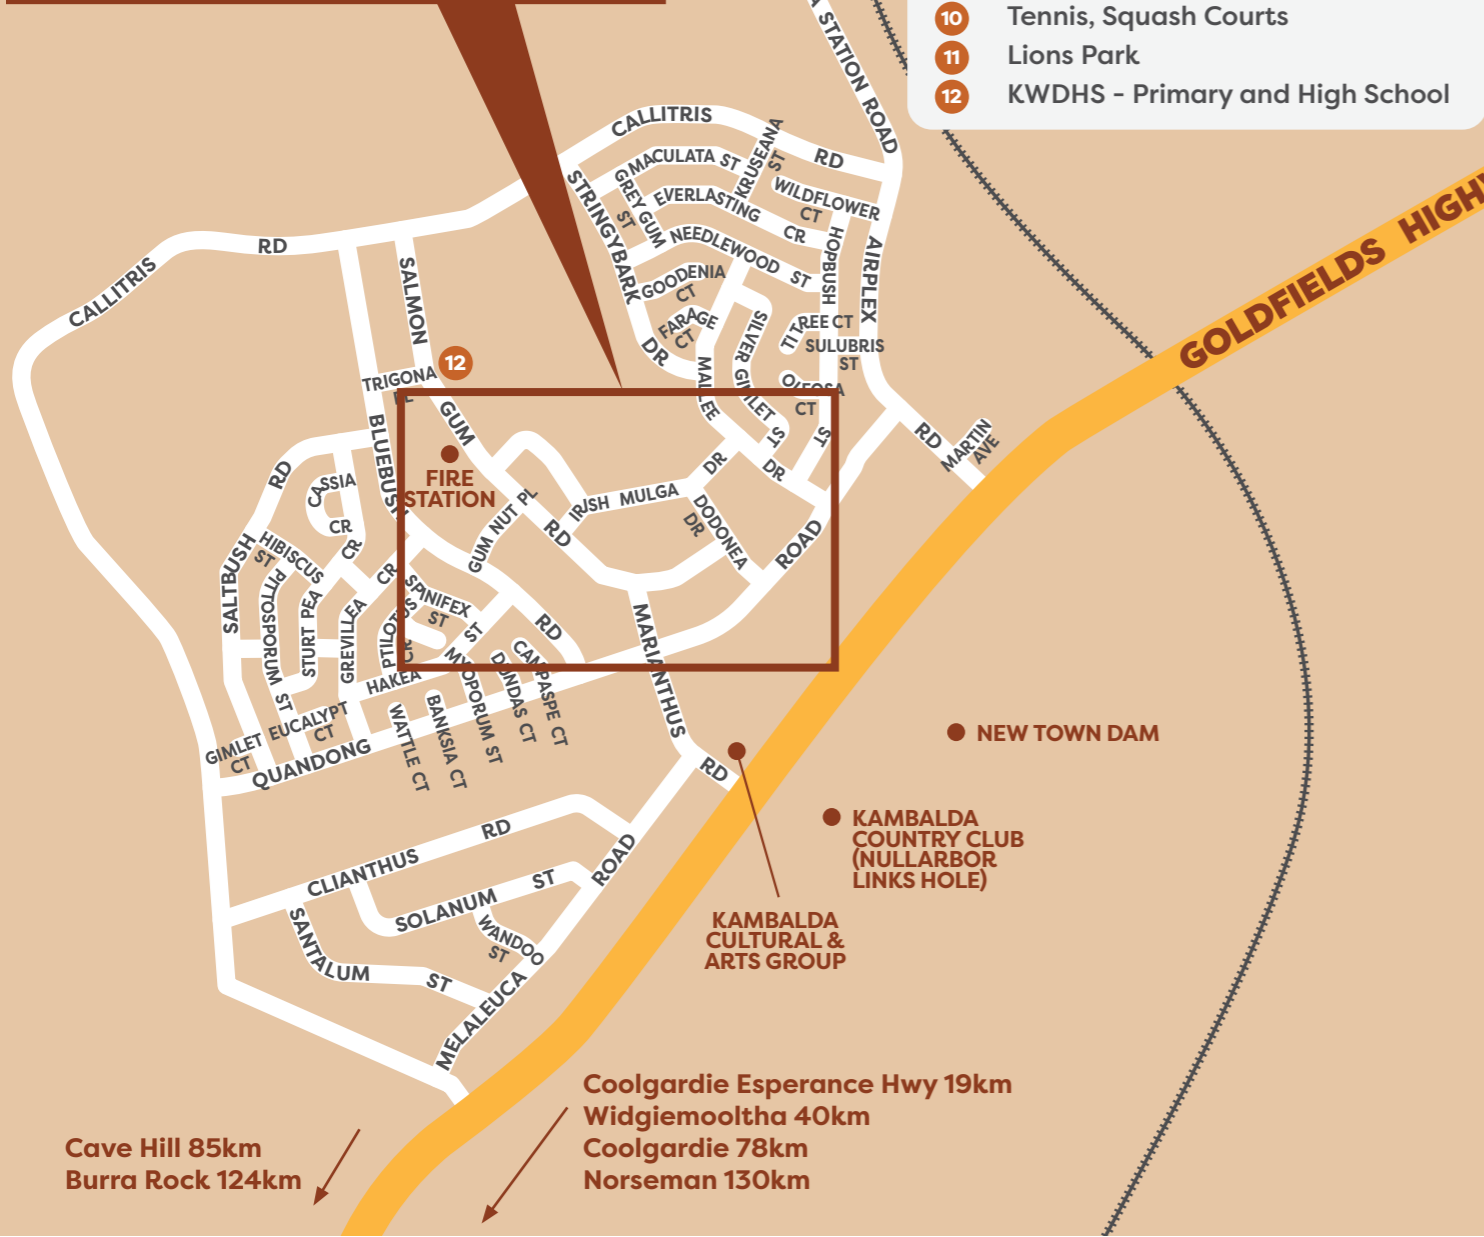 10 Tennis, Squash Courts
11 Lions Park
12 KWDHS - Primary and High School
STATION ROAD
CALLITRIS RD
MACULATA ST
KRUSEANA ST
GREY GUM ST
EVERLASTING CR
WILDFLOWER CT
STRINGYBARK DR
NEEDLEWOOD ST
HOPBUSH ST
AIRPLEX RD
GOODENIA CT
FARAGE CT
SILVER GIMLET ST
TITREE CT
SULUBRIS ST
OLEOSA CT
MALLEE DR
MARTIN AVE
GOLDFIELDS
CALLITRIS RD
SALMON GUM RD
12
TRIGONA
BLUEBUSH RD
FIRE
STATION
GUM NUT PL
IRISH MULGA DR
DODONEA DR
ROAD
CASSIA CR
SALTBUSH RD
HIBISCUS ST
PITTOSPORUM ST
STURT PEA
GREVILLEA CR
CR
PTILOTUS
SPINIFEX ST
HAKEA
MYOPORUM ST
ST
DUNDAS CT
CAMPASPE CT
BANKSIA CT
WATTLE CT
EUCALYPT CT
GIMLET CT
QUANDONG
MARIANTHUS RD
CLIANTHUS RD
SOLANUM ST
WANDOO ST
SANTALUM ST
MELALEUCA ROAD
NEW TOWN DAM
KAMBALDA
COUNTRY CLUB
(NULLARBOR
LINKS HOLE)
KAMBALDA
CULTURAL &
ARTS GROUP
Coolgardie Esperance Hwy 19km
Widgiemooltha 40km
Coolgardie 78km
Norseman 130km
Cave Hill 85km
Burra Rock 124km